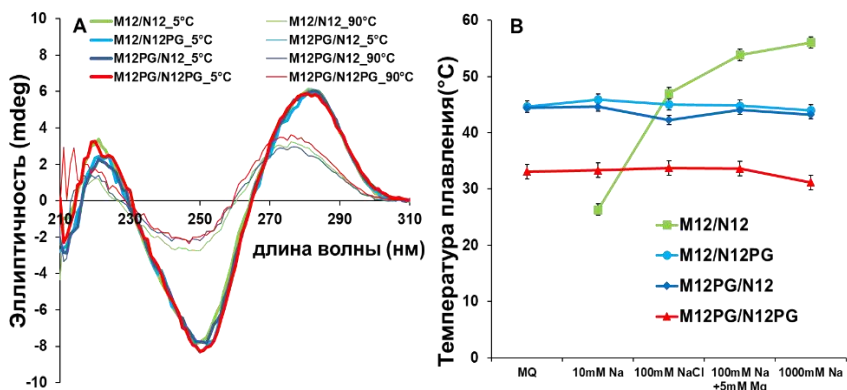 A
M12/N12_5°C
M12/N12_90°C
M12/N12PG_5°C
M12PG/N12_5°C
M12PG/N12_5°C
M12PG/N12_90°C
M12PG/N12PG_5°C
M12PG/N12PG_90°C
Эллиптичность (mdeg)
10
8
6
4
2
0
-2
-4
-6
-8
-10
210
230
250
270
290
310
длина волны (нм)
B
Температура плавления(°C)
60
50
40
30
20
10
0
M12/N12
M12/N12PG
M12PG/N12
M12PG/N12PG
MQ
10mM Na
100mM NaCl
100mM Na
+5mM Mg
1000mM Na